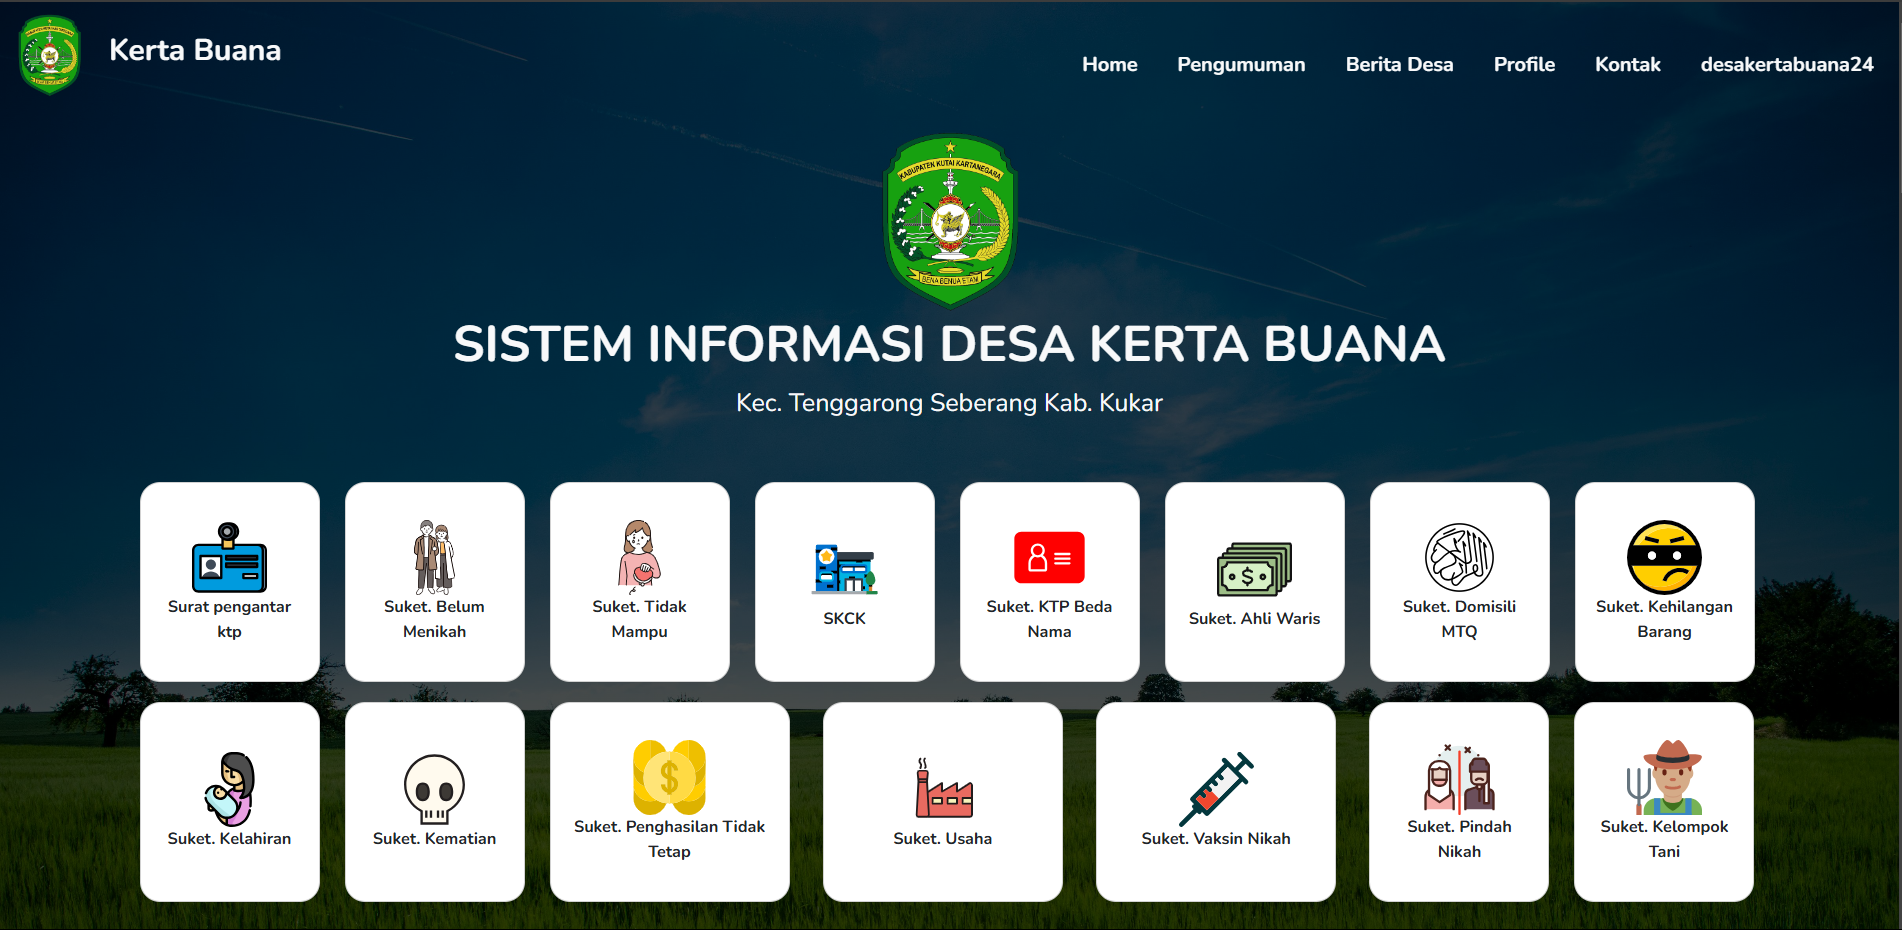 Kerta Buana
Home Pengumuman Berita Desa Profile Kontak desakertabuana24
KABUPATEN KUTAI KARTANEGARA
BENA BENUA ETAM
SISTEM INFORMASI DESA KERTA BUANA
Kec. Tenggarong Seberang Kab. Kukar
Surat pengantar
ktp
Suket. Belum
Menikah
Suket. Tidak
Mampu
SKCK
Suket. KTP Beda
Nama
Suket. Ahli Waris
Suket. Domisili
MTQ
Suket. Kehilangan
Barang
Suket. Kelahiran
Suket. Kematian
Suket. Penghasilan Tidak
Tetap
Suket. Usaha
Suket. Vaksin Nikah
Suket. Pindah
Nikah
Suket. Kelompok
Tani